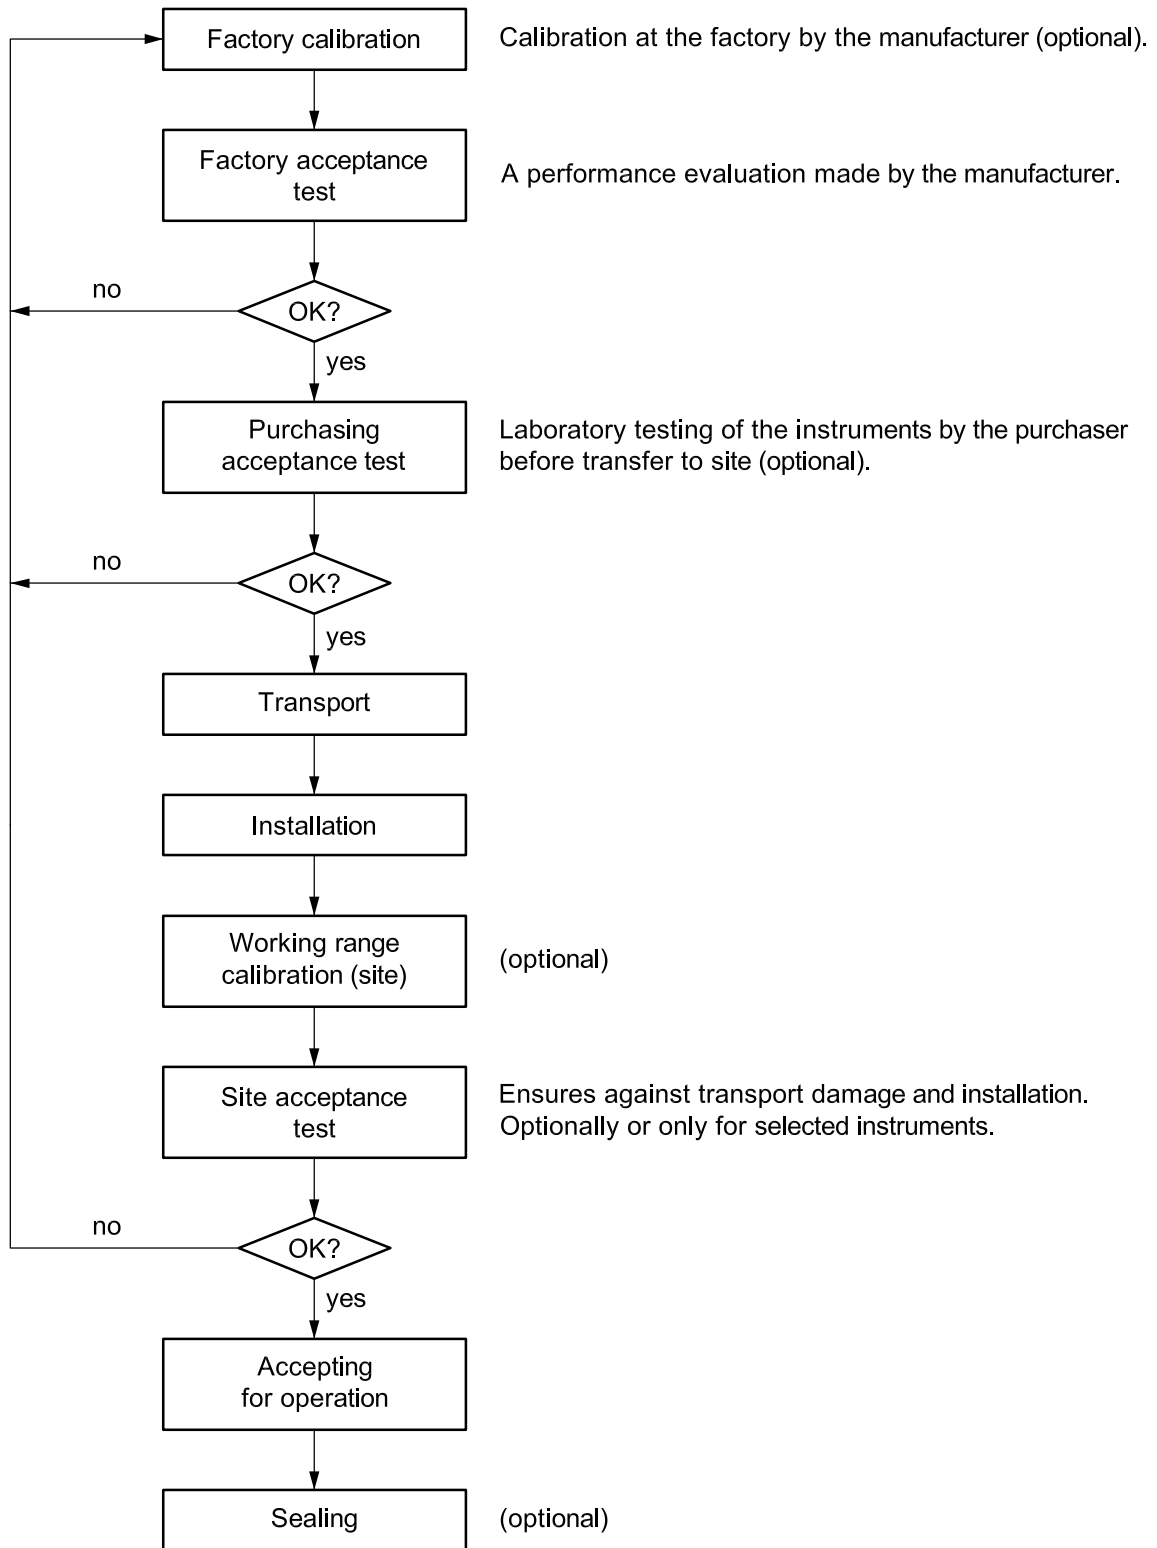 Factory calibration
Calibration at the factory by the manufacturer (optional).
Factory acceptance
test
A performance evaluation made by the manufacturer.
no
OK?
yes
Purchasing
acceptance test
Laboratory testing of the instruments by the purchaser
before transfer to site (optional).
no
OK?
yes
Transport
Installation
Working range
calibration (site)
(optional)
Site acceptance
test
Ensures against transport damage and installation.
Optionally or only for selected instruments.
no
OK?
yes
Accepting
for operation
Sealing
(optional)